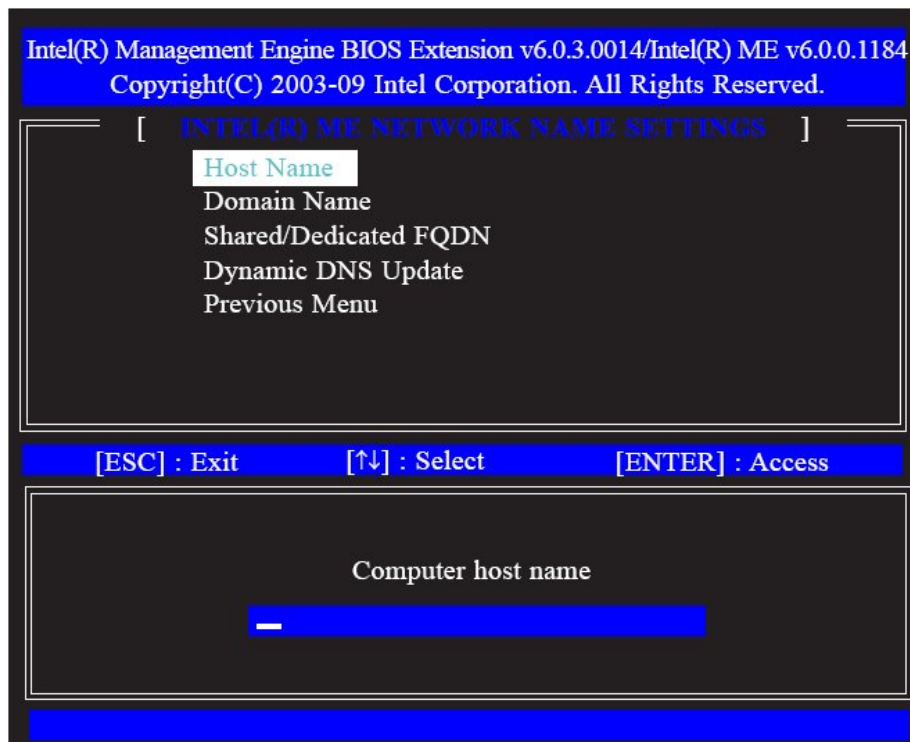 Intel(R) Management Engine BIOS Extension v6.0.3.0014/Intel(R) ME v6.0.0.1184
Copyright(C) 2003-09 Intel Corporation. All Rights Reserved.
[ INTEL(R) ME NETWORK NAME SETTINGS ]
Host Name
Domain Name
Shared/Dedicated FQDN
Dynamic DNS Update
Previous Menu
[ESC] : Exit [↑↓] : Select [ENTER] : Access
Computer host name